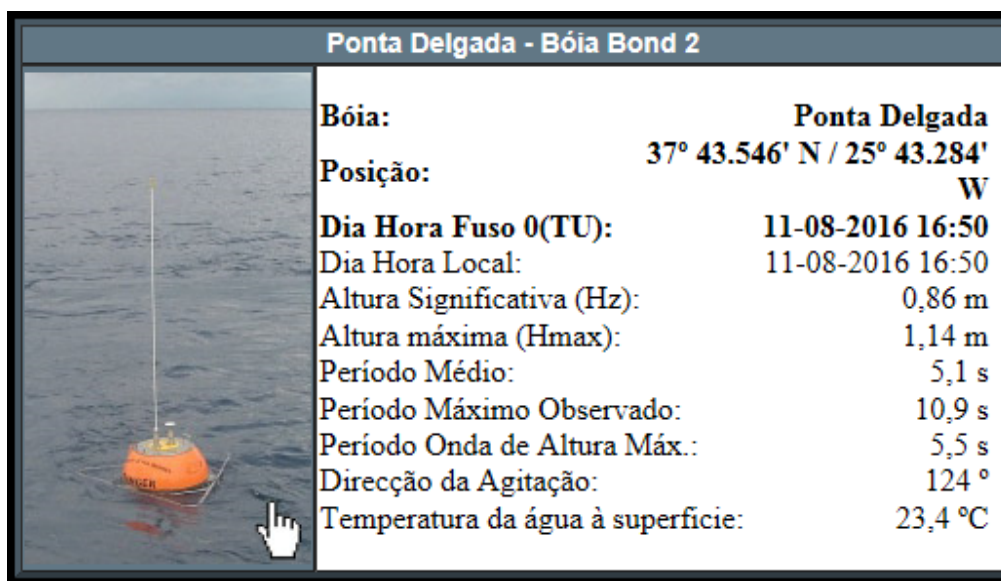 Ponta Delgada - Bóia Bond 2
Bóia: Ponta Delgada
Posição: 37º 43.546' N / 25º 43.284'
W
Dia Hora Fuso 0(TU): 11-08-2016 16:50
Dia Hora Local: 11-08-2016 16:50
Altura Significativa (Hz): 0,86 m
Altura máxima (Hmax): 1,14 m
Período Médio: 5,1 s
Período Máximo Observado: 10,9 s
Período Onda de Altura Máx.: 5,5 s
Direcção da Agitação: 124 º
Temperatura da água à superfície: 23,4 ºC